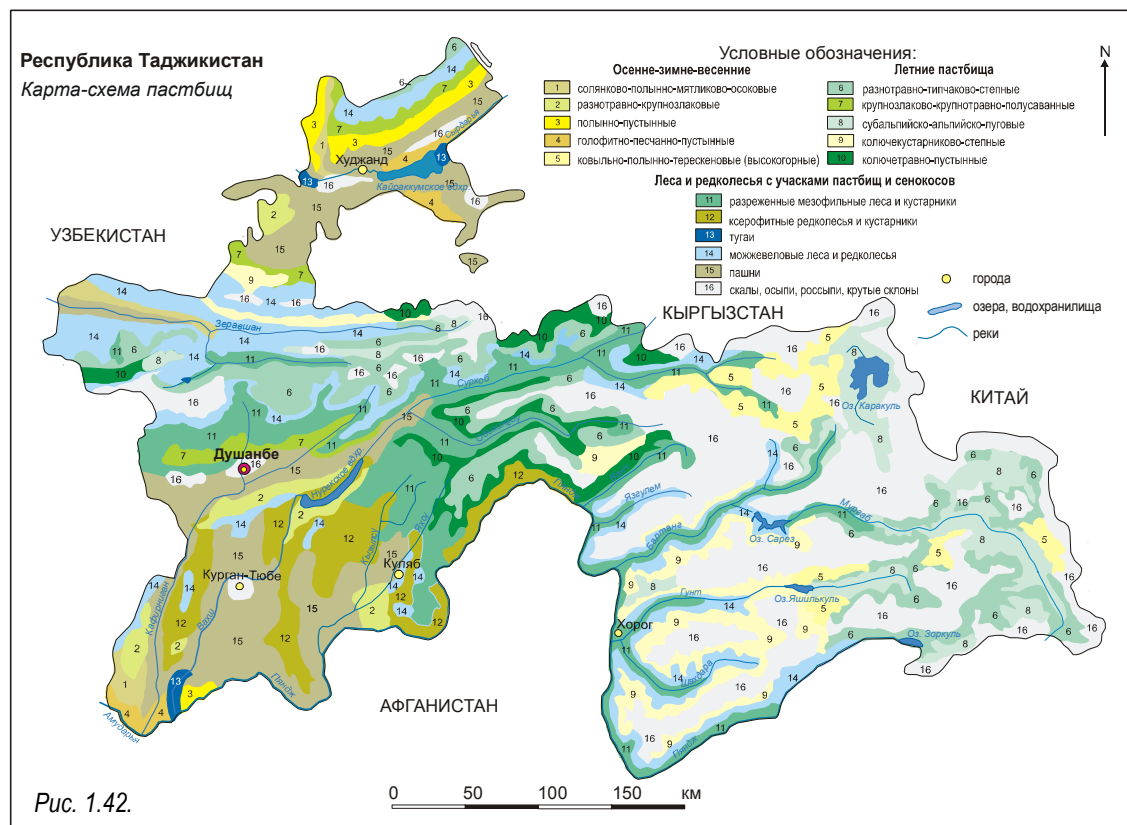 Республика Таджикистан
Карта-схема пастбищ
Условные обозначения:
Осенне-зимне-весенние
1 солянково-полынно-мятликово-осоковые
2 разнотравно-крупнозлаковые
3 полынно-пустынные
4 голофитно-песчанно-пустынные
5 ковыльно-полынно-терескеновые (высокогорные)
Летние пастбища
6 разнотравно-типчаково-степные
7 крупнозлаково-крупнотравно-полусаванные
8 субальпийско-альпийско-луговые
9 колючекустарниково-степные
10 колючетравно-пустынные
Леса и редколесья с учасками пастбищ и сенокосов
11 разреженные мезофильные леса и кустарники
12 ксерофитные редколесья и кустарники
13 тугаи
14 можжевеловые леса и редколесья
15 пашни
16 скалы, осыпи, россыпи, крутые склоны
города
озера, водохранилища
реки
N
УЗБЕКИСТАН
КЫРГЫЗСТАН
КИТАЙ
АФГАНИСТАН
Худжанд
Сырдарья
Кайраккумское вдхр.
Зеравшан
Сурхоб
Душанбе
Нурекское вдхр.
Курган-Тюбе
Куляб
Кызылсу
Яхсу
Кафирниган
Вахш
Пяндж
Амударья
Пяндж
Язгулем
Бартанг
Мургаб
Оз. Каракуль
Оз. Сарез
Гунт
Оз.Яшилькуль
Хорог
Шахдара
Оз. Зоркуль
Пяндж
0 50 100 150 км
Рис. 1.42.